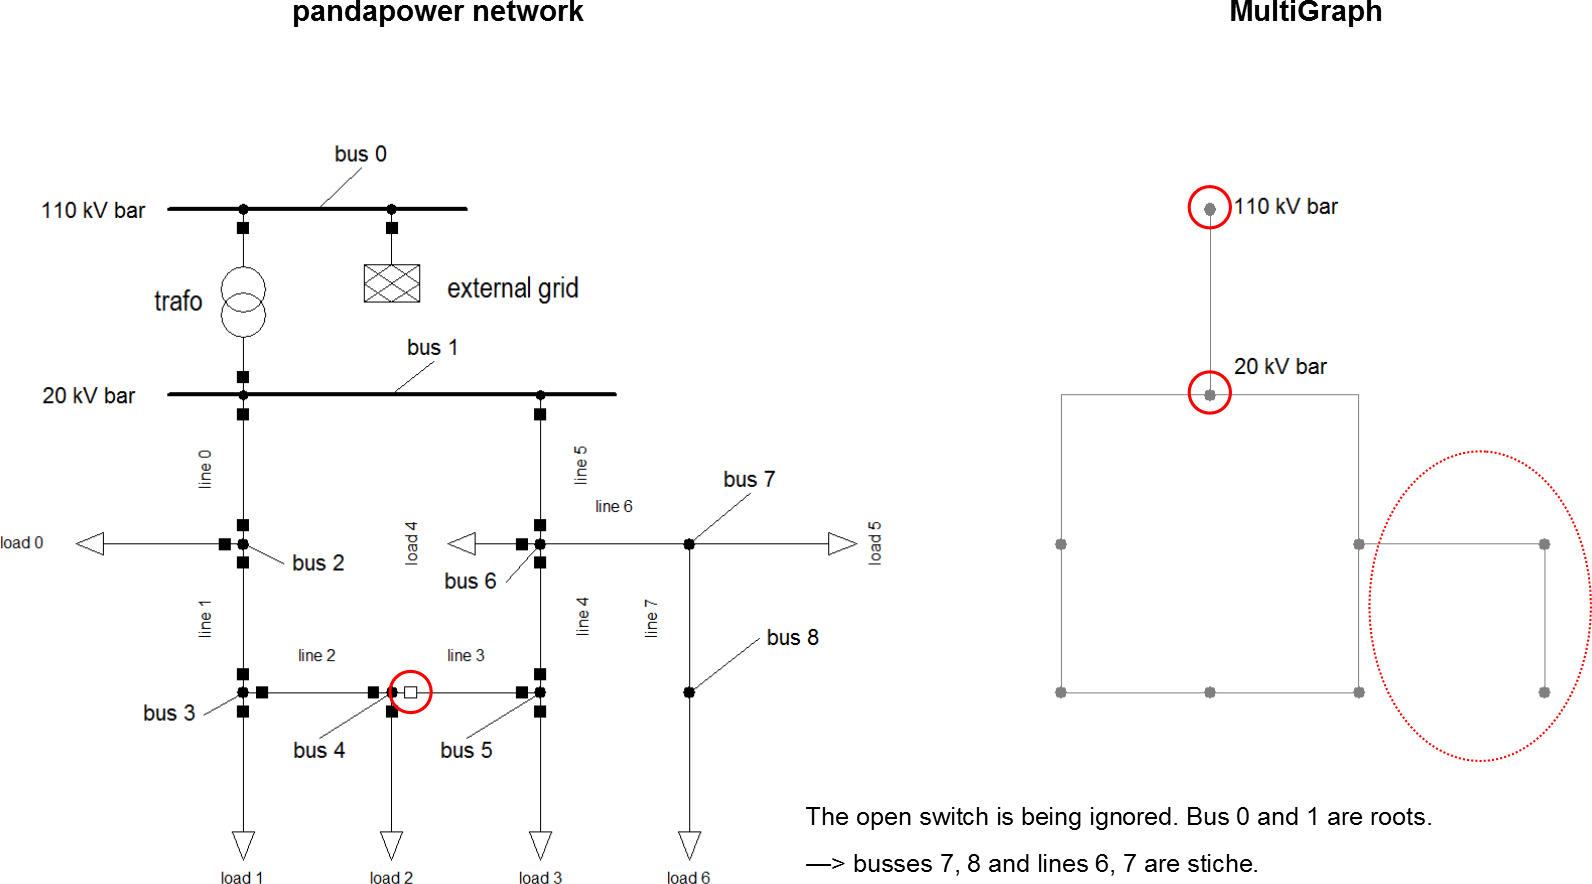 pandapower network
MultiGraph
bus 0
110 kV bar
110 kV bar
trafo
external grid
bus 1
20 kV bar
20 kV bar
line 0
line 5
bus 7
line 6
load 0
load 4
load 5
bus 2
bus 6
line 1
line 4
line 7
bus 8
line 2
line 3
bus 3
bus 4
bus 5
The open switch is being ignored. Bus 0 and 1 are roots.
—> busses 7, 8 and lines 6, 7 are stiche.
load 1
load 2
load 3
load 6